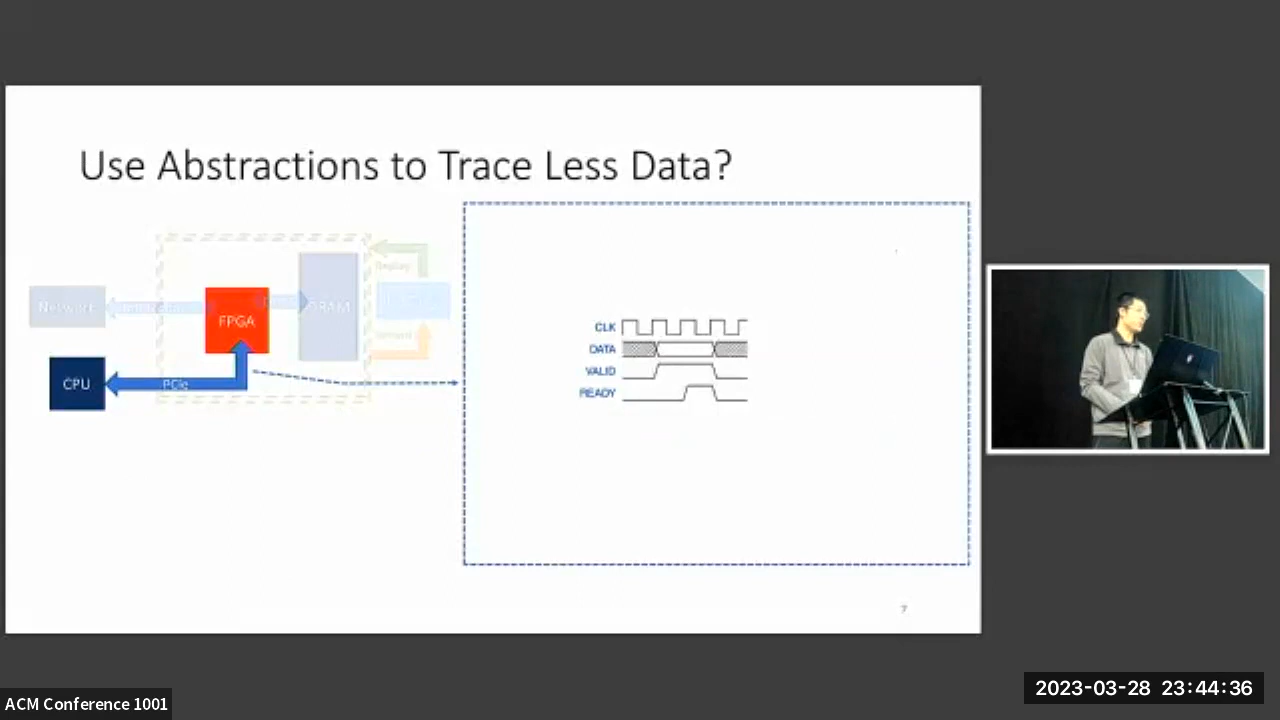 Use Abstractions to Trace Less Data?
Network
DRAM
Replay
FPGA
CPU
PCIe
CLK
DATA
VALID
READY
7
ACM Conference 1001
2023-03-28 23:44:36